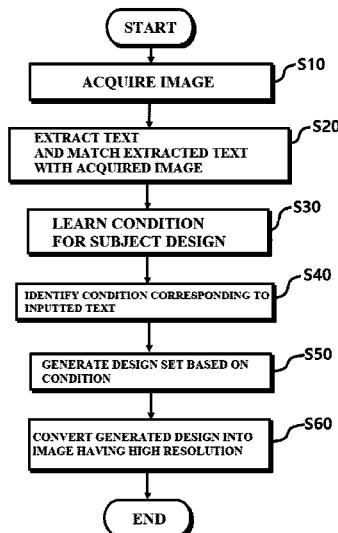 START
S10
ACQUIRE IMAGE
S20
EXTRACT TEXT
AND MATCH EXTRACTED TEXT
WITH ACQUIRED IMAGE
S30
LEARN CONDITION
FOR SUBJECT DESIGN
S40
IDENTIFY CONDITION CORRESPONDING TO
INPUTTED TEXT
S50
GENERATE DESIGN SET BASED ON
CONDITION
S60
CONVERT GENERATED DESIGN INTO
IMAGE HAVING HIGH RESOLUTION
END